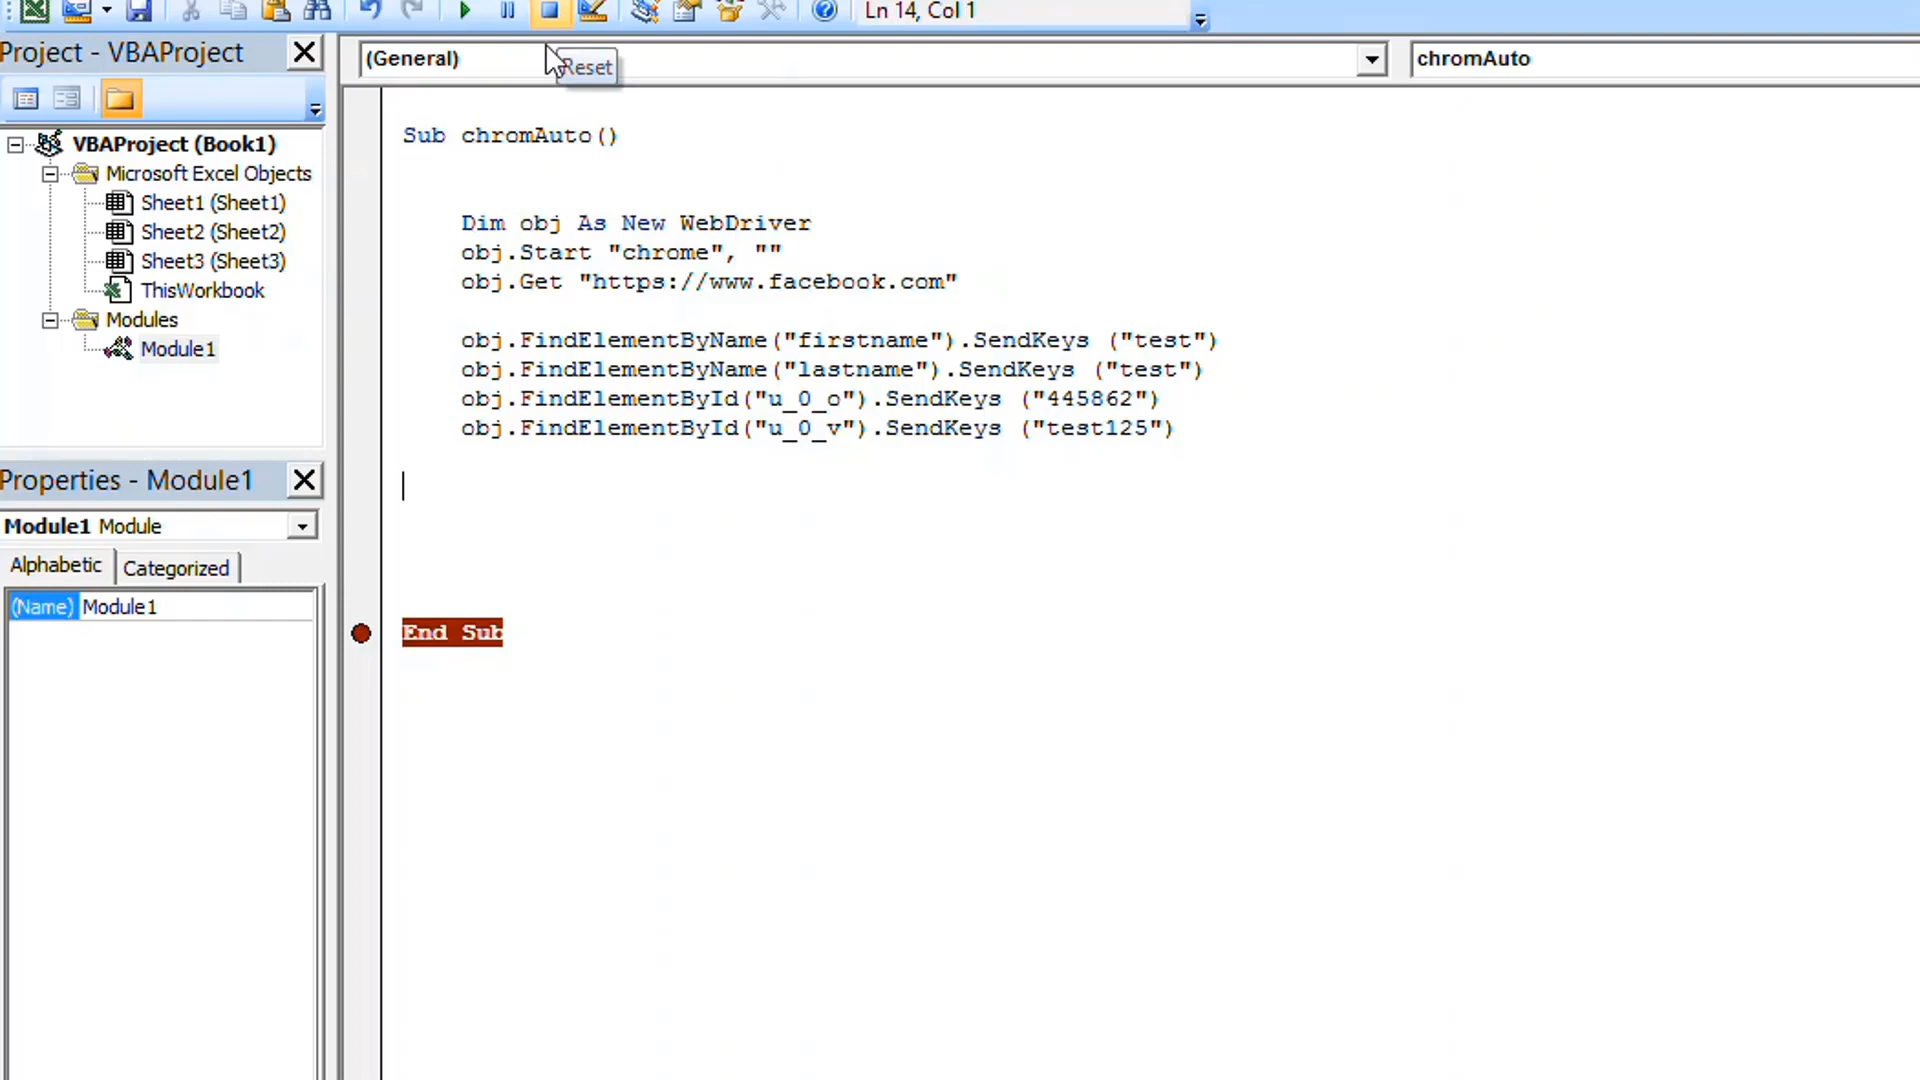 Ln 14, Col 1
Project - VBAProject
(General)
Reset
chromAuto
VBAProject (Book1)
Microsoft Excel Objects
Sheet1 (Sheet1)
Sheet2 (Sheet2)
Sheet3 (Sheet3)
ThisWorkbook
Modules
Module1
Properties - Module1
Module1 Module
Alphabetic
Categorized
(Name) Module1
Sub chromAuto()
Dim obj As New WebDriver
obj.Start "chrome", ""
obj.Get "https://www.facebook.com"
obj.FindElementByName("firstname").SendKeys ("test")
obj.FindElementByName("lastname").SendKeys ("test")
obj.FindElementById("u_0_o").SendKeys ("445862")
obj.FindElementById("u_0_v").SendKeys ("test125")
End Sub